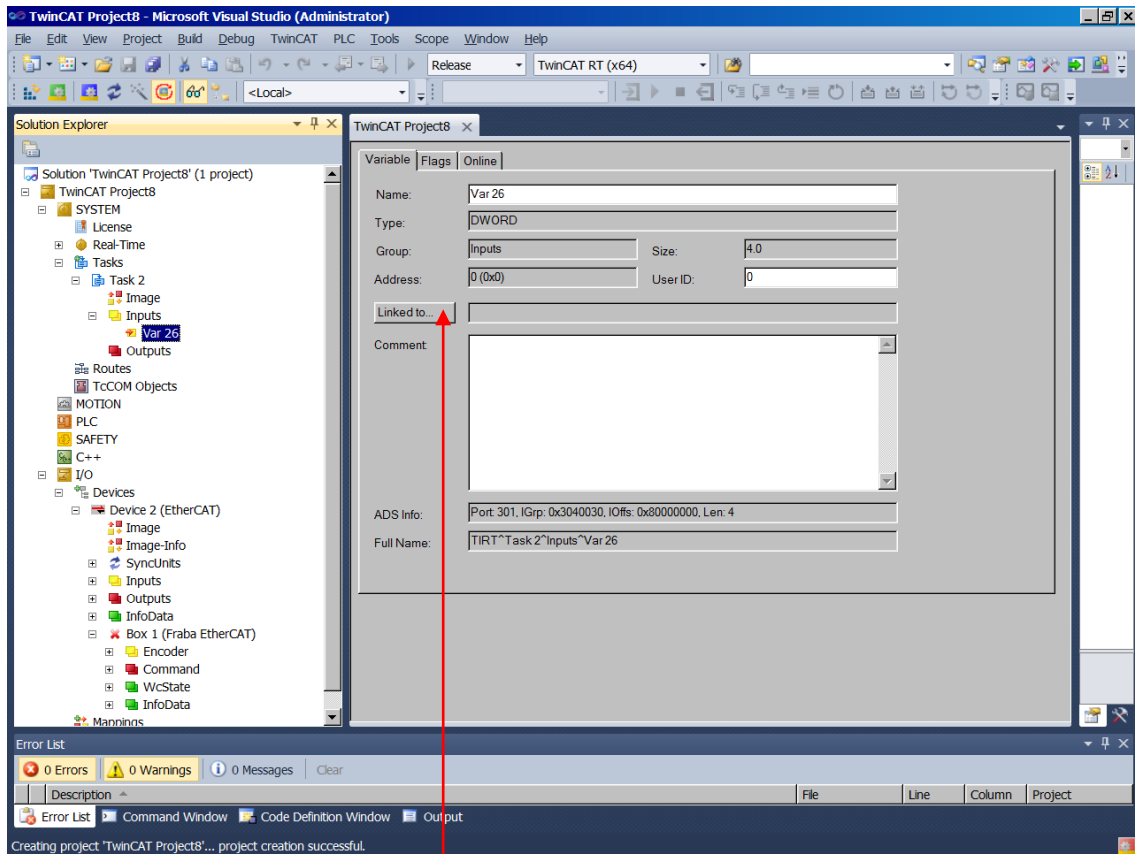 TwinCAT Project8 - Microsoft Visual Studio (Administrator)
File Edit View Project Build Debug TwinCAT PLC Tools Scope Window Help
Release TwinCAT RT (x64)
<Local>
Solution Explorer
TwinCAT Project8
Solution 'TwinCAT Project8' (1 project)
TwinCAT Project8
SYSTEM
License
Real-Time
Tasks
Task 2
Image
Inputs
Var 26
Outputs
Routes
TcCOM Objects
MOTION
PLC
SAFETY
C++
I/O
Devices
Device 2 (EtherCAT)
Image
Image-Info
SyncUnits
Inputs
Outputs
InfoData
Box 1 (Fraba EtherCAT)
Encoder
Command
WcState
InfoData
Mappings
Variable Flags Online
Name: Var 26
Type: DWORD
Group: Inputs Size: 4.0
Address: 0 (0x0) User ID: 0
Linked to...
Comment:
ADS Info: Port: 301, IGrp: 0x3040030, IOffs: 0x80000000, Len: 4
Full Name: TIRT^Task 2^Inputs^Var 26
Error List
0 Errors 0 Warnings 0 Messages Clear
Description File Line Column Project
Error List Command Window Code Definition Window Output
Creating project 'TwinCAT Project8'... project creation successful.